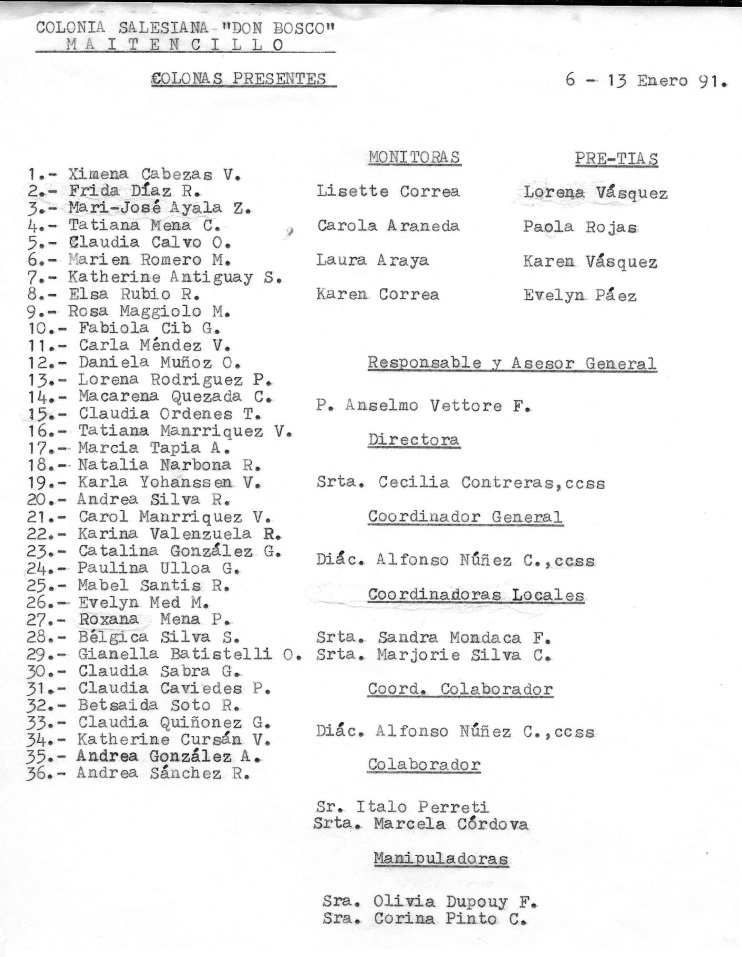 COLONIA SALESIANA "DON BOSCO"
M A I T E N C I L L O
COLONAS PRESENTES
6 - 13 Enero 91.
1.- Ximena Cabezas V.
2.- Frida Díaz R.
3.- Mari-José Ayala Z.
4.- Tatiana Mena C.
5.- Claudia Calvo O.
6.- Marien Romero M.
7.- Katherine Antiguay S.
8.- Elsa Rubio R.
9.- Rosa Maggiolo M.
10.- Fabiola Cib G.
11.- Carla Méndez V.
12.- Daniela Muñoz O.
13.- Lorena Rodriguez P.
14.- Macarena Quezada C.
15.- Claudia Ordenes T.
16.- Tatiana Manrriquez V.
17.- Marcia Tapia A.
18.- Natalia Narbona R.
19.- Karla Yohanssen V.
20.- Andrea Silva R.
21.- Carol Manrriquez V.
22.- Karina Valenzuela R.
23.- Catalina González G.
24.- Paulina Ulloa G.
25.- Mabel Santis R.
26.- Evelyn Med M.
27.- Roxana Mena P.
28.- Bélgica Silva S.
29.- Gianella Batistelli O.
30.- Claudia Sabra G.
31.- Claudia Caviedes P.
32.- Betsaida Soto R.
33.- Claudia Quiñonez G.
34.- Katherine Cursán V.
35.- Andrea González A.
36.- Andrea Sánchez R.
MONITORAS
Lisette Correa
Carola Araneda
Laura Araya
Karen Correa
PRE-TIAS
Lorena Vásquez
Paola Rojas
Karen Vásquez
Evelyn Páez
Responsable y Asesor General
P. Anselmo Vettore F.
Directora
Srta. Cecilia Contreras,ccss
Coordinador General
Diác. Alfonso Núñez C.,ccss
Coordinadoras Locales
Srta. Sandra Mondaca F.
Srta. Marjorie Silva C.
Coord. Colaborador
Diác. Alfonso Núñez C.,ccss
Colaborador
Sr. Italo Perreti
Srta. Marcela Córdova
Manipuladoras
Sra. Olivia Dupouy F.
Sra. Corina Pinto C.